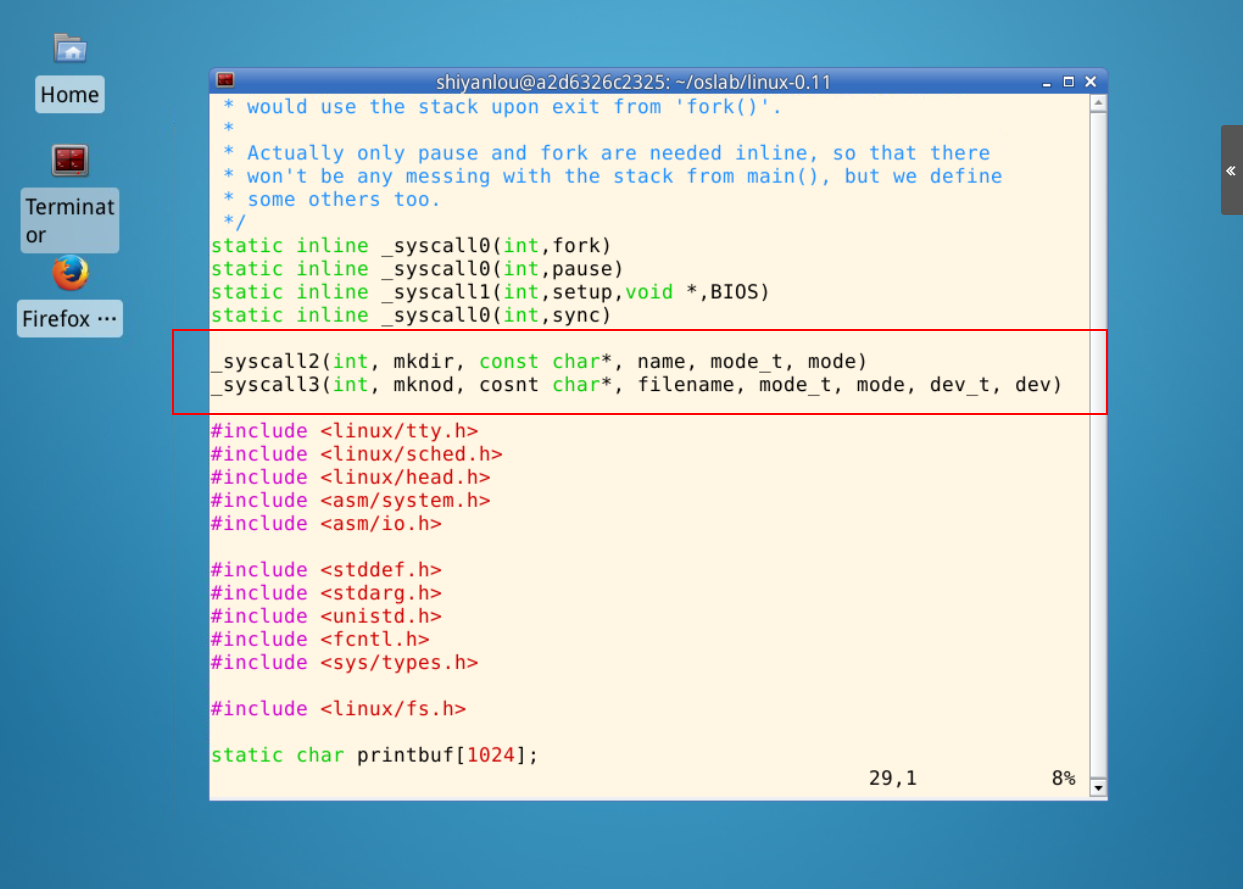 Home
Terminat
or
Firefox ···
shiyanlou@a2d6326c2325: ~/oslab/linux-0.11
 * would use the stack upon exit from 'fork()'.
 *
 * Actually only pause and fork are needed inline, so that there
 * won't be any messing with the stack from main(), but we define
 * some others too.
 */
static inline _syscall0(int,fork)
static inline _syscall0(int,pause)
static inline _syscall1(int,setup,void *,BIOS)
static inline _syscall0(int,sync)
_syscall2(int, mkdir, const char*, name, mode_t, mode)
_syscall3(int, mknod, cosnt char*, filename, mode_t, mode, dev_t, dev)
#include <linux/tty.h>
#include <linux/sched.h>
#include <linux/head.h>
#include <asm/system.h>
#include <asm/io.h>
#include <stddef.h>
#include <stdarg.h>
#include <unistd.h>
#include <fcntl.h>
#include <sys/types.h>
#include <linux/fs.h>
static char printbuf[1024];
29,1 8%
«